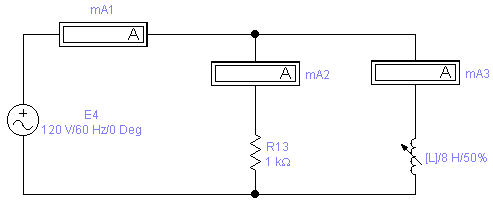 mA1
A
A
mA2
A
mA3
E4
120 V/60 Hz/0 Deg
R13
1 kΩ
[L]/8 H/50%